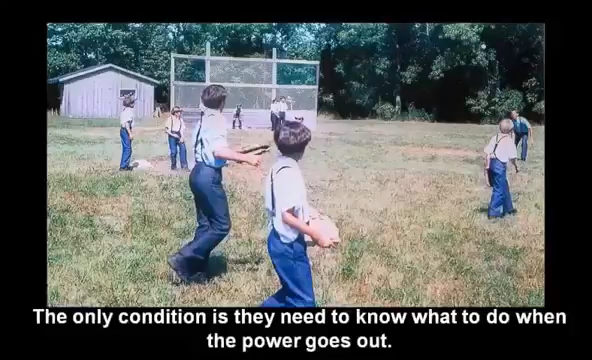 The only condition is they need to know what to do when
the power goes out.